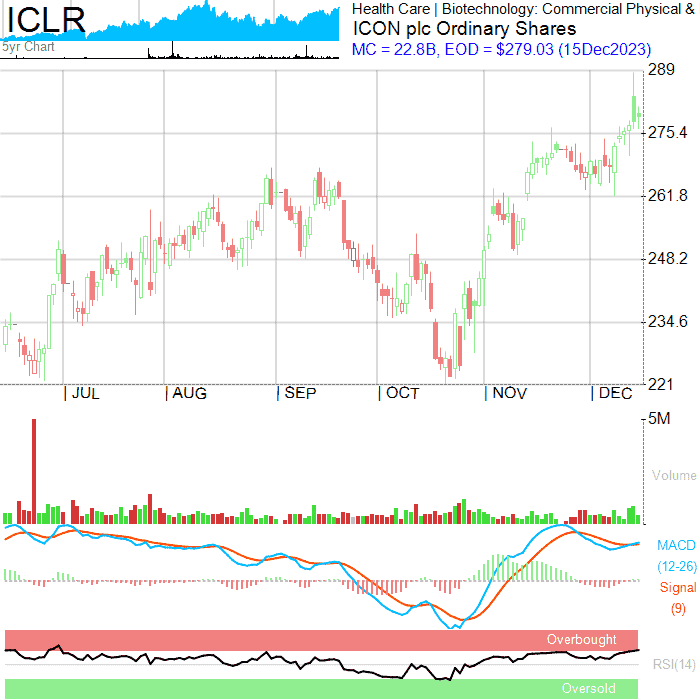 ICLR
5yr Chart
Health Care | Biotechnology: Commercial Physical &
ICON plc Ordinary Shares
MC = 22.8B, EOD = $279.03 (15Dec2023)
289
275.4
261.8
248.2
234.6
221
| JUL | AUG | SEP | OCT | NOV | DEC
5M
Volume
MACD
(12-26)
Signal
(9)
Overbought
RSI(14)
Oversold